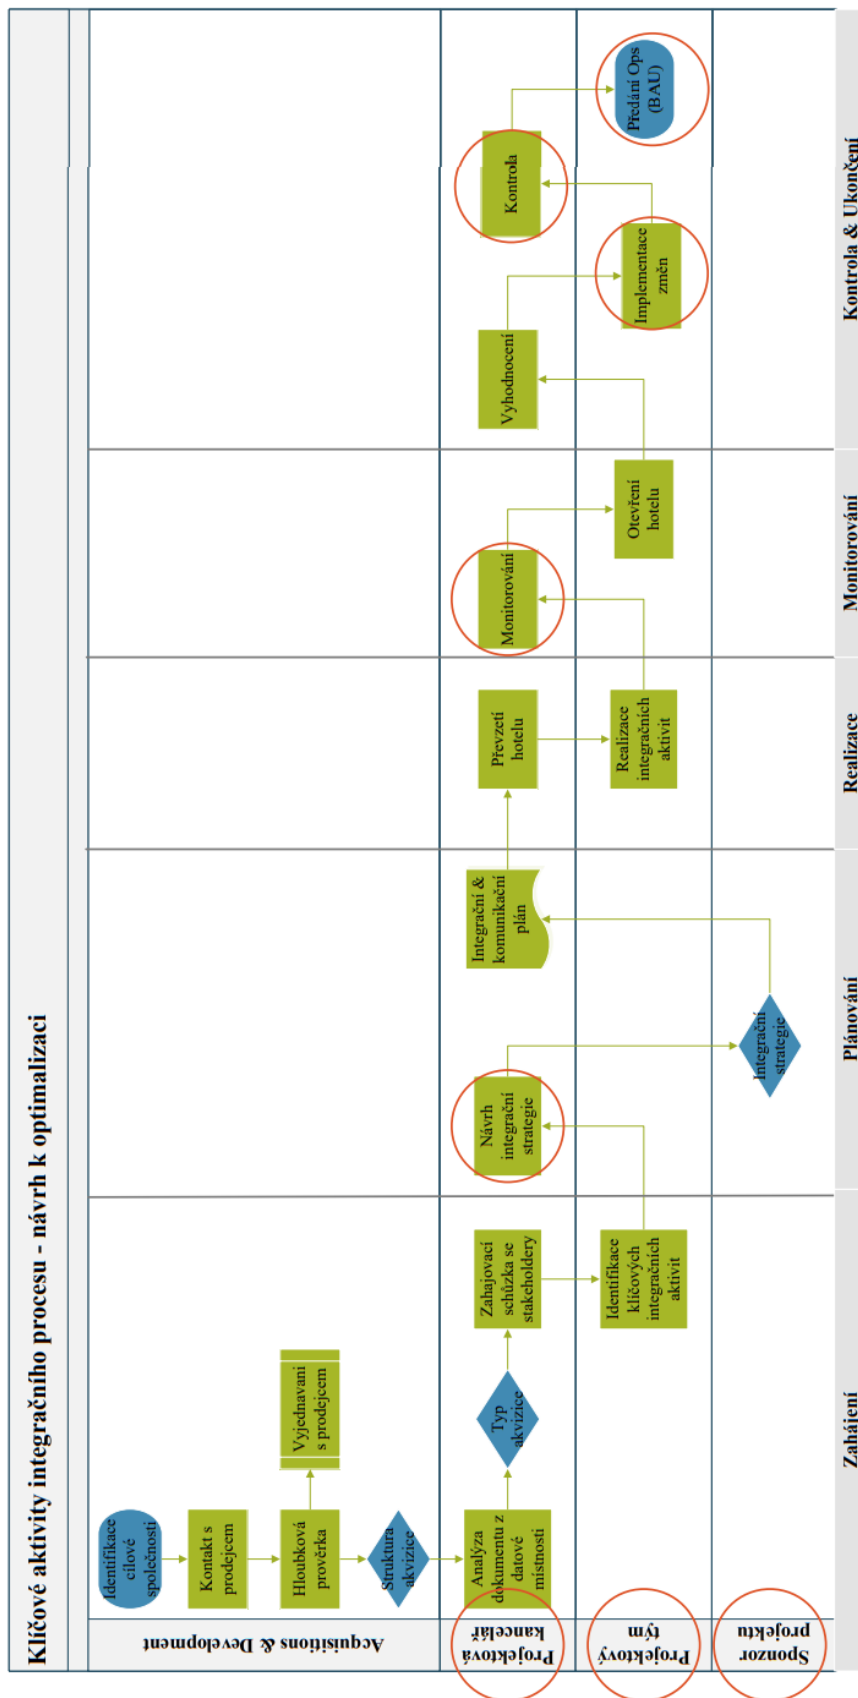 Klíčové aktivity integračního procesu - návrh k optimalizaci
Acquisitions & Development
Identifikace
cílové
společnosti
Kontakt s
prodejcem
Hloubková
prověrka
Vyjednavani
s prodejcem
Struktura
akvizice
Projektová
kancelář
Analýza
dokumentu z
datové
místnosti
Typ
akvizice
Zahajovací
schůzka se
stakeholdery
Návrh
integrační
strategie
Integrační &
komunikační
plán
Převzetí
hotelu
Monitorování
Vyhodnocení
Kontrola
Projektový
tým
Identifikace
klíčových
integračních
aktivit
Realizace
integračních
aktivit
Otevření
hotelu
Implementace
změn
Předání Ops
(BAU)
Sponzor
projektu
Integrační
strategie
Zahájení
Plánování
Realizace
Monitorování
Kontrola & Ukončení